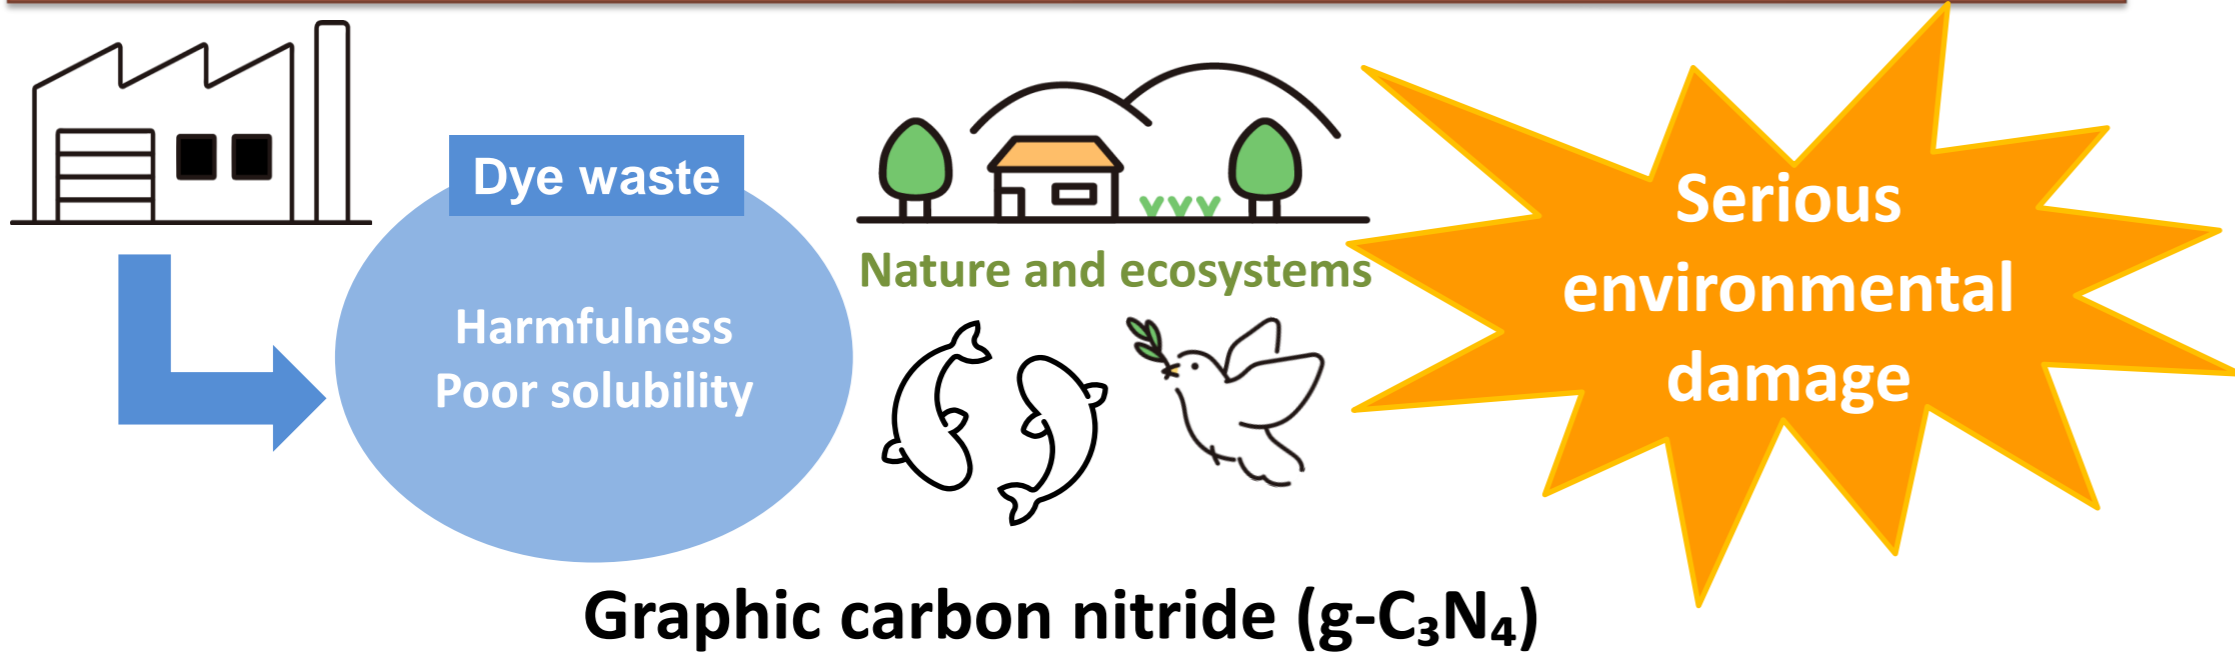 Dye waste
Harmfulness
Poor solubility
Nature and ecosystems
Serious
environmental
damage
Graphic carbon nitride (g-C₃N₄)